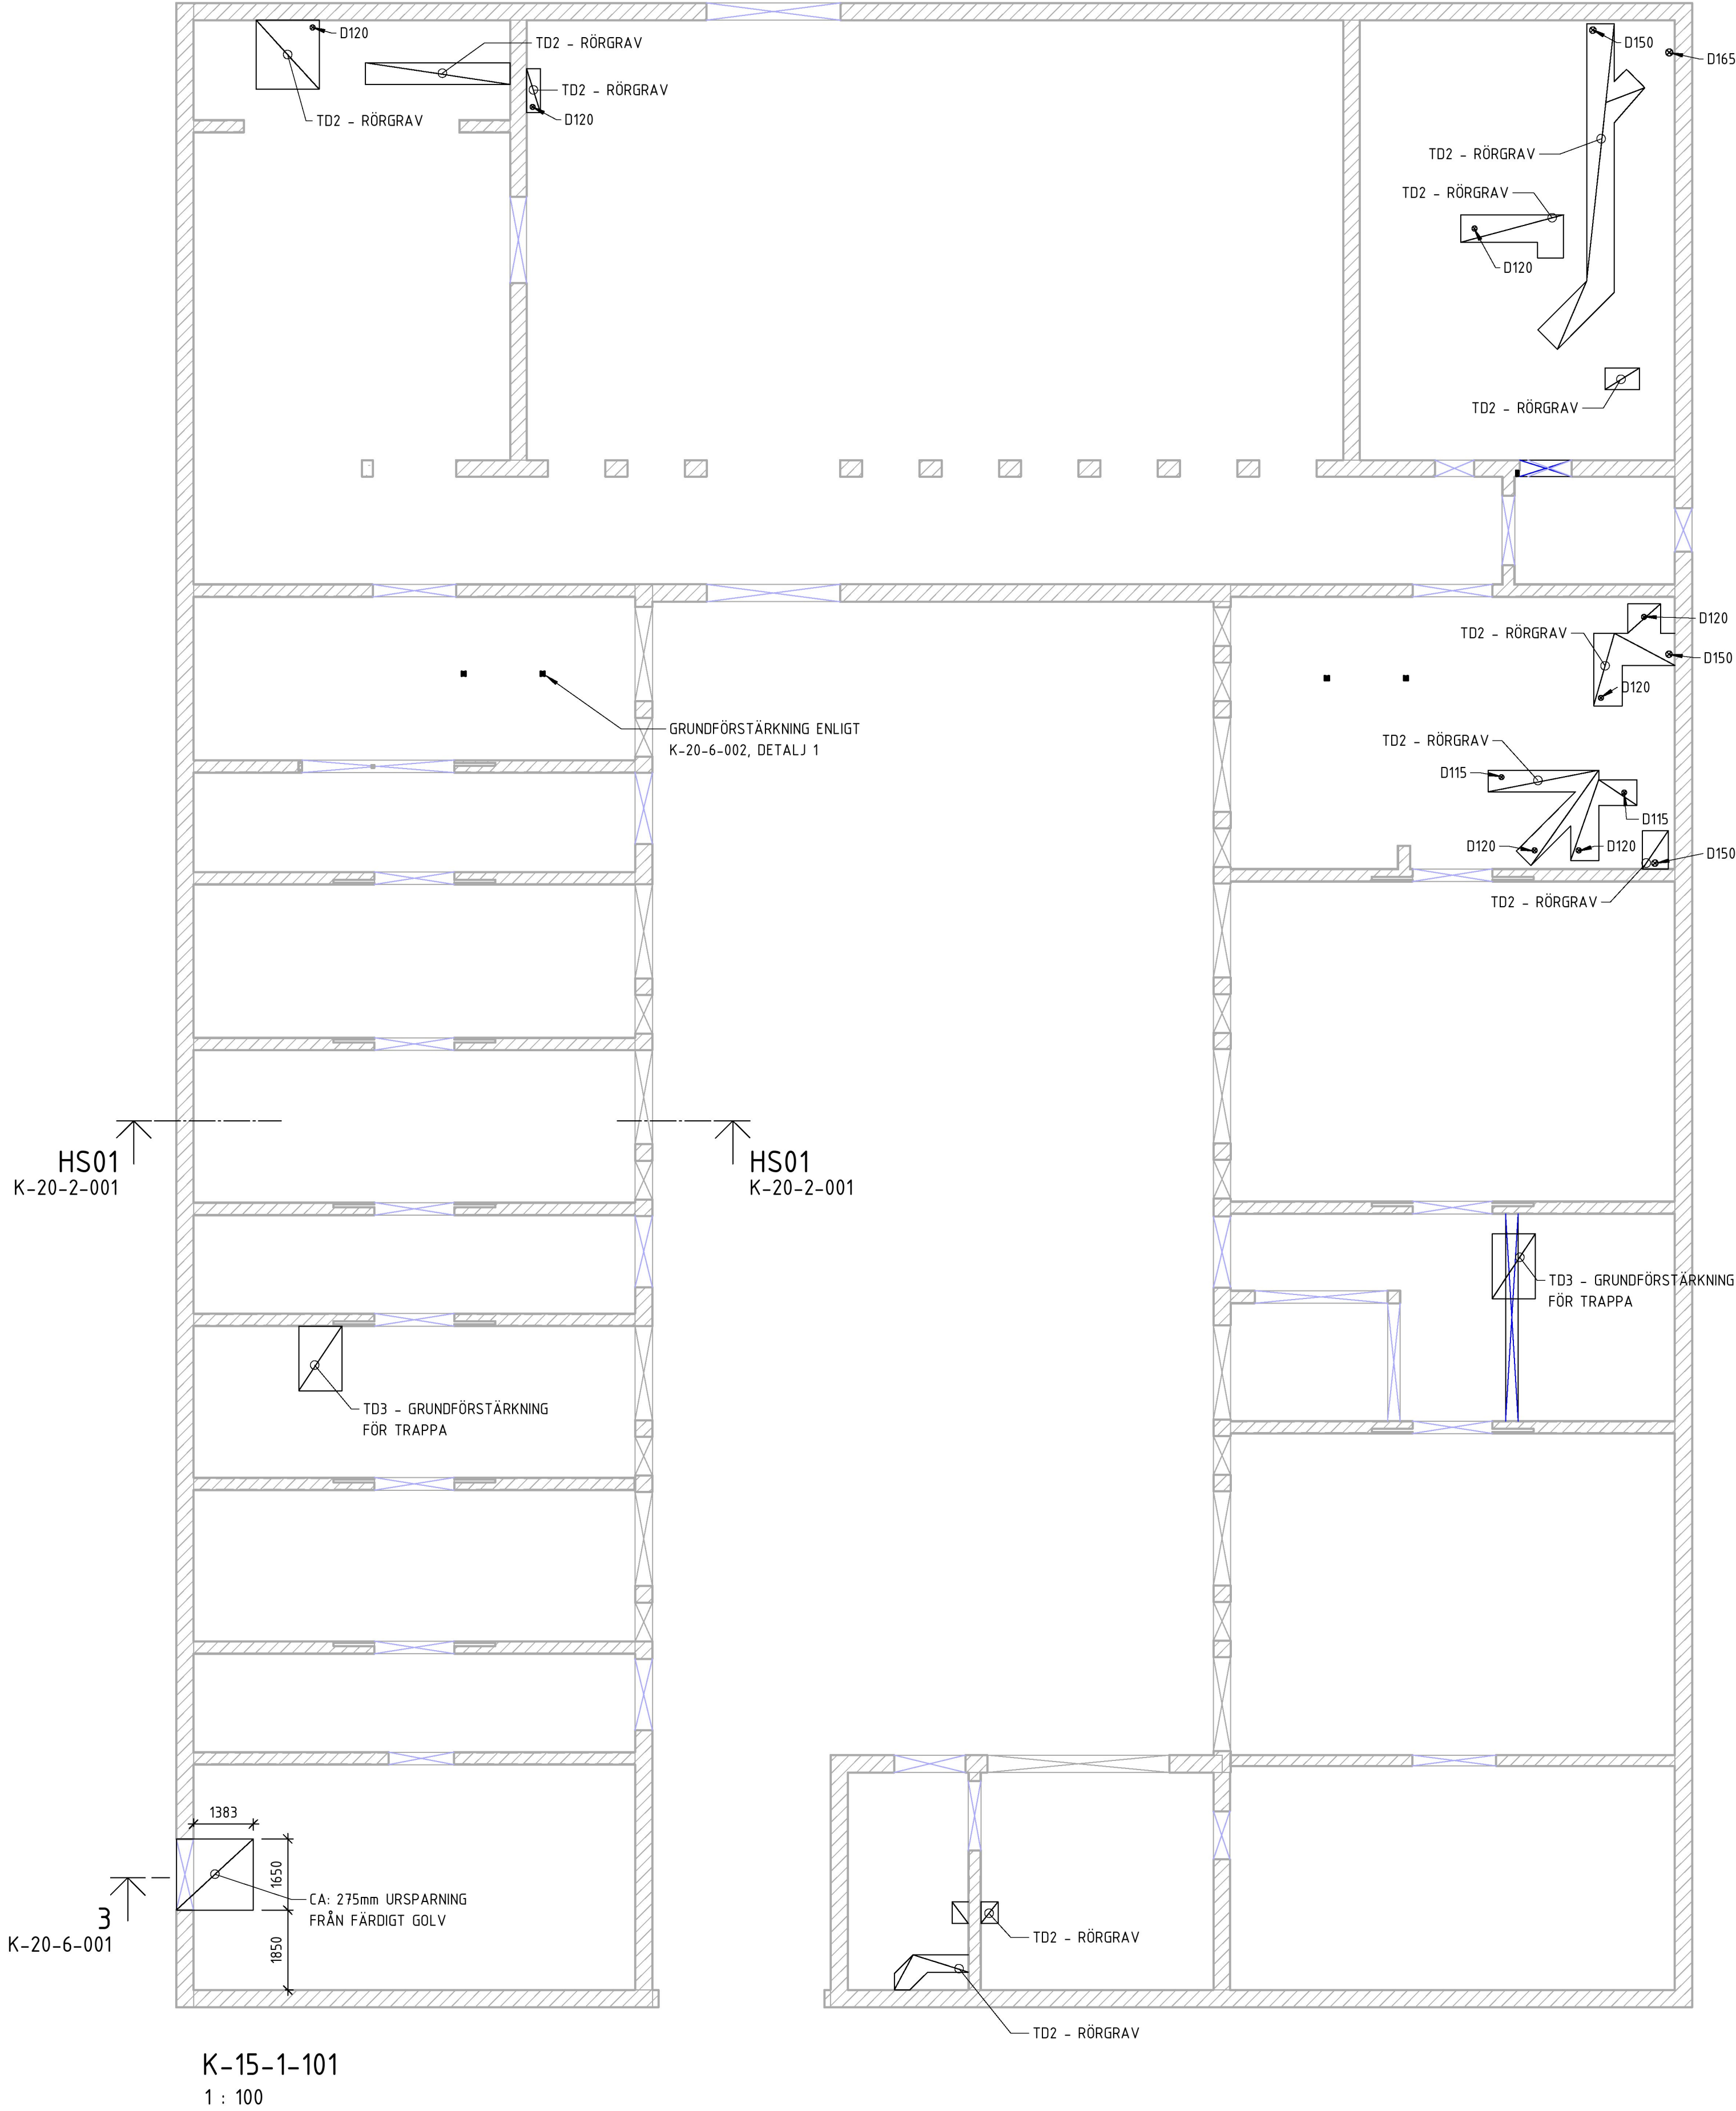 D120
TD2 - RÖRGRAV
TD2 - RÖRGRAV
TD2 - RÖRGRAV
D120
D150
D165
TD2 - RÖRGRAV
TD2 - RÖRGRAV
D120
TD2 - RÖRGRAV
D120
TD2 - RÖRGRAV
D150
D120
GRUNDFÖRSTÄRKNING ENLIGT
K-20-6-002, DETALJ 1
TD2 - RÖRGRAV
D115
D115
D120
D120
D150
TD2 - RÖRGRAV
HS01
K-20-2-001
HS01
K-20-2-001
TD3 - GRUNDFÖRSTÄRKNING
FÖR TRAPPA
TD3 - GRUNDFÖRSTÄRKNING
FÖR TRAPPA
1383
1650
CA: 275mm URSPARNING
FRÅN FÄRDIGT GOLV
3
K-20-6-001
1850
TD2 - RÖRGRAV
TD2 - RÖRGRAV
K-15-1-101
1 : 100